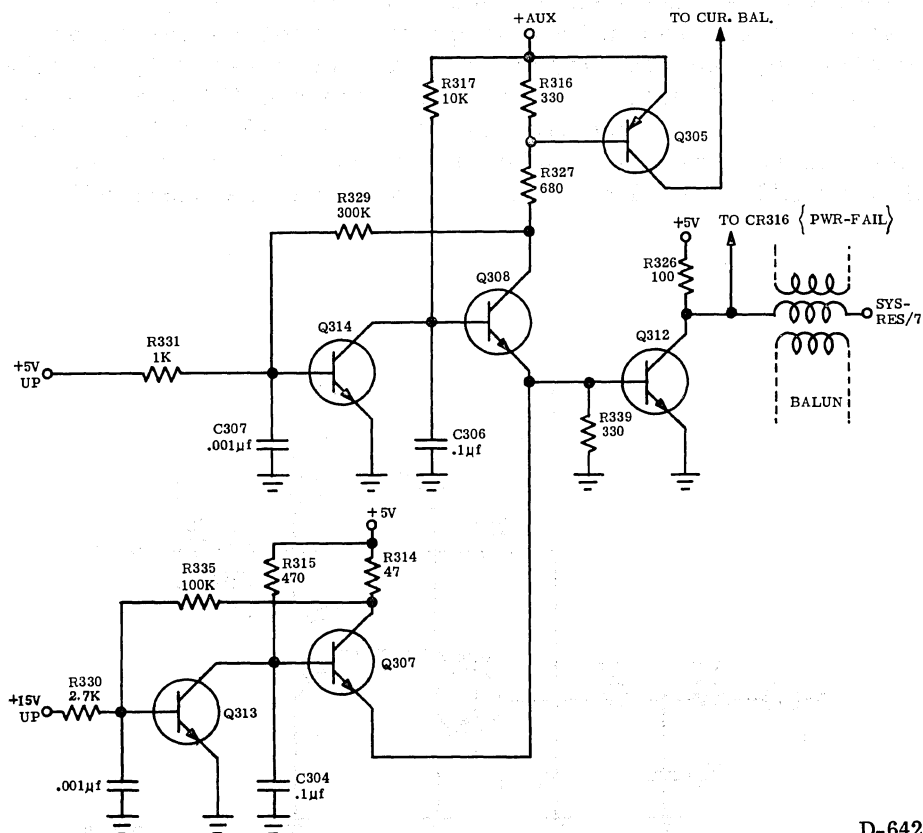 +AUX
TO CUR. BAL.
R317
10K
R316
330
Q305
R327
680
R329
300K
+5V
TO CR316 { PWR-FAIL }
R326
100
Q308
SYS-
RES/7
Q314
Q312
R331
1K
+5V
UP
BALUN
R339
330
C307
.001µf
C306
.1µf
+5V
R335
100K
R315
470
R314
47
Q307
R330
2.7K
+15V
UP
Q313
.001µf
C304
.1µf
D-642